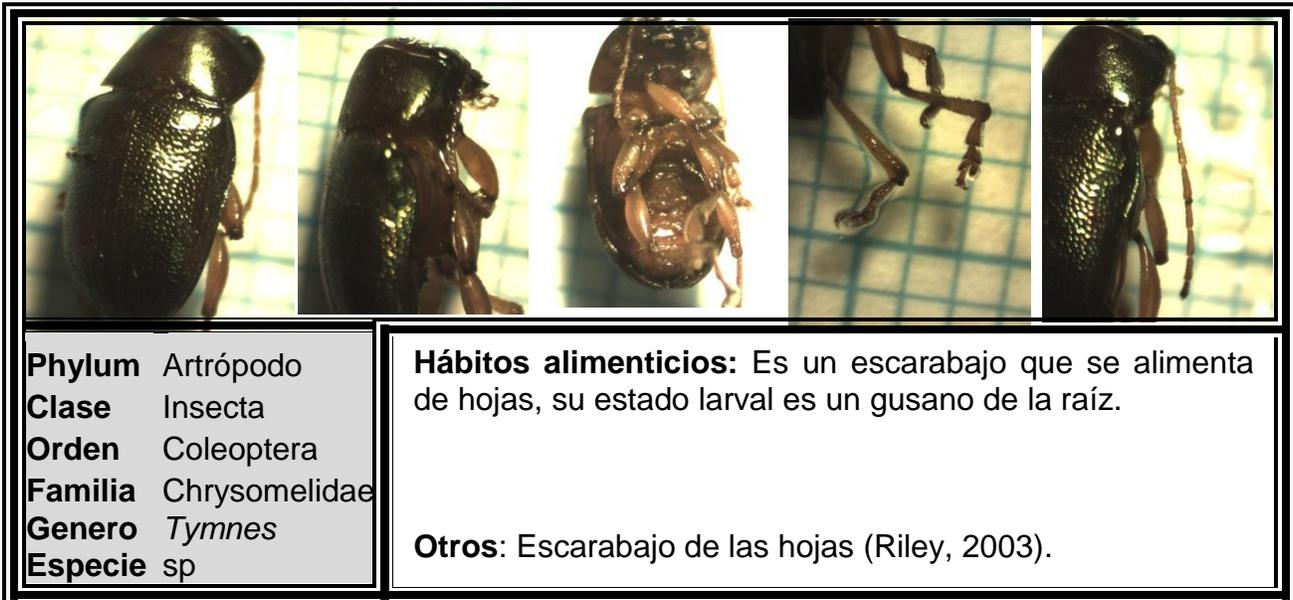 Phylum Artrópodo
Clase Insecta
Orden Coleoptera
Familia Chrysomelidae
Genero Tymnes
Especie sp
Hábitos alimenticios: Es un escarabajo que se alimenta
de hojas, su estado larval es un gusano de la raíz.
Otros: Escarabajo de las hojas (Riley, 2003).